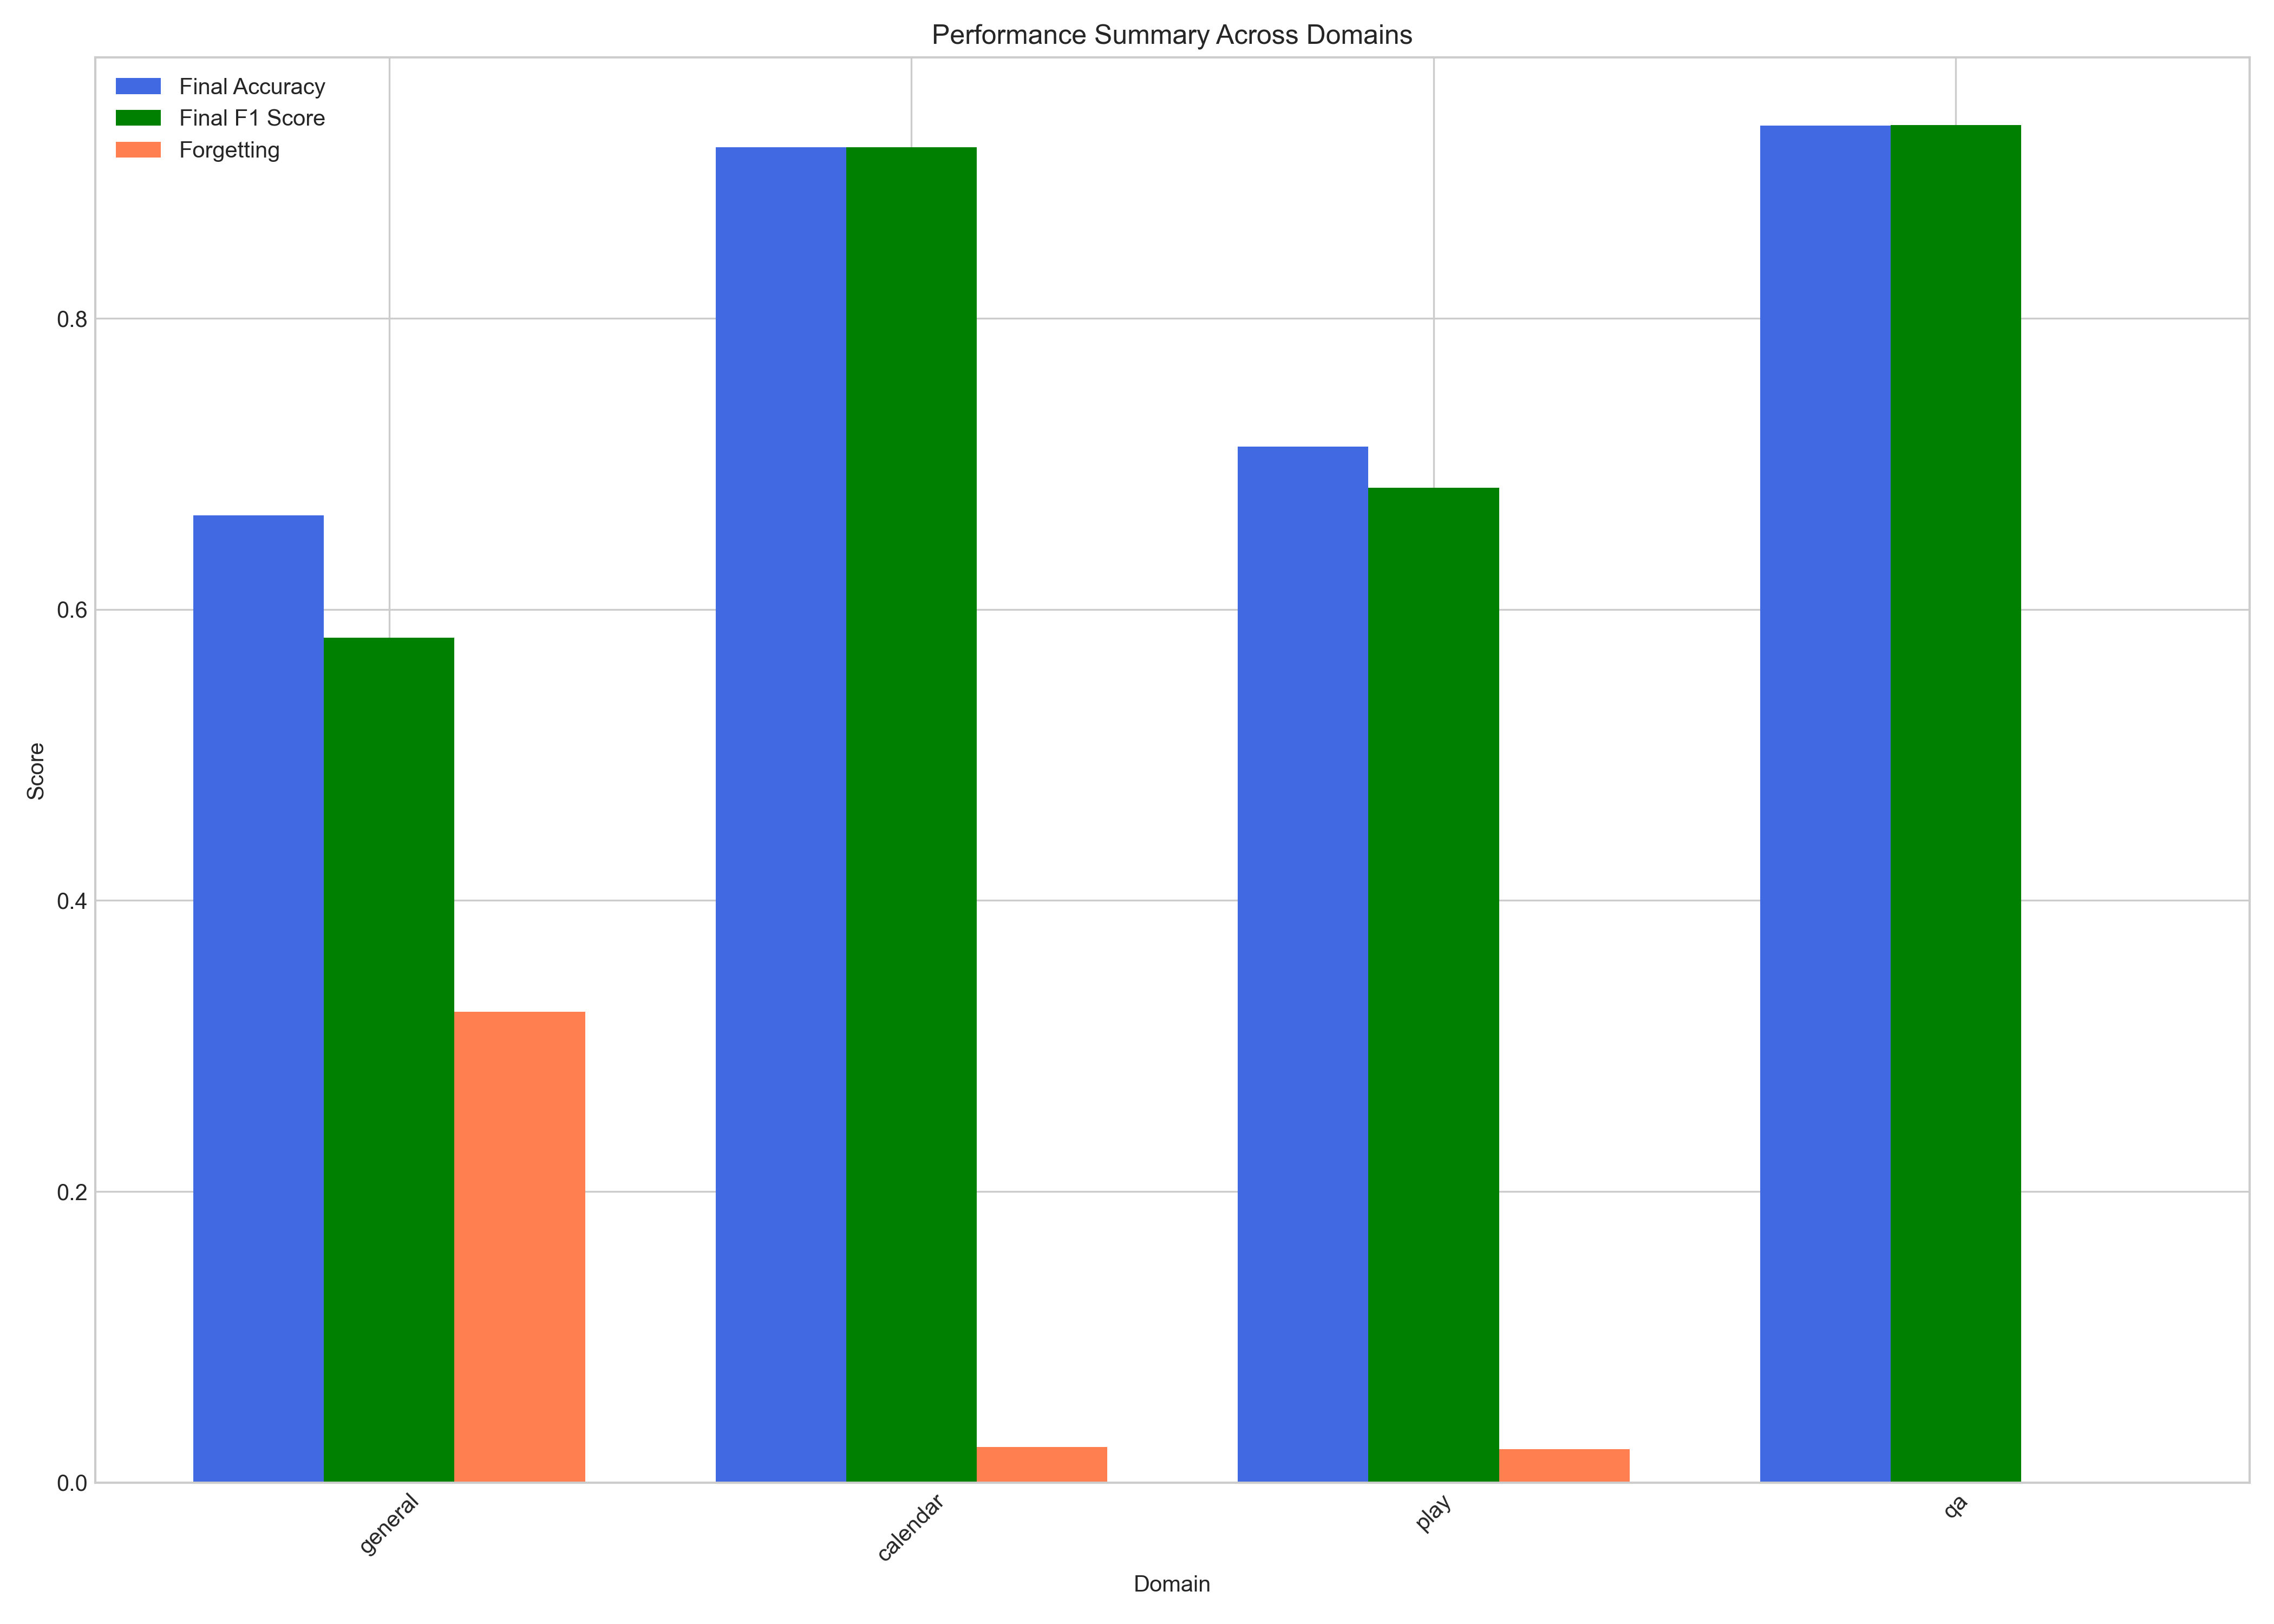 Performance Summary Across Domains
Final Accuracy
Final F1 Score
Forgetting
Score
0.8
0.6
0.4
0.2
0.0
general
calendar
play
qa
Domain